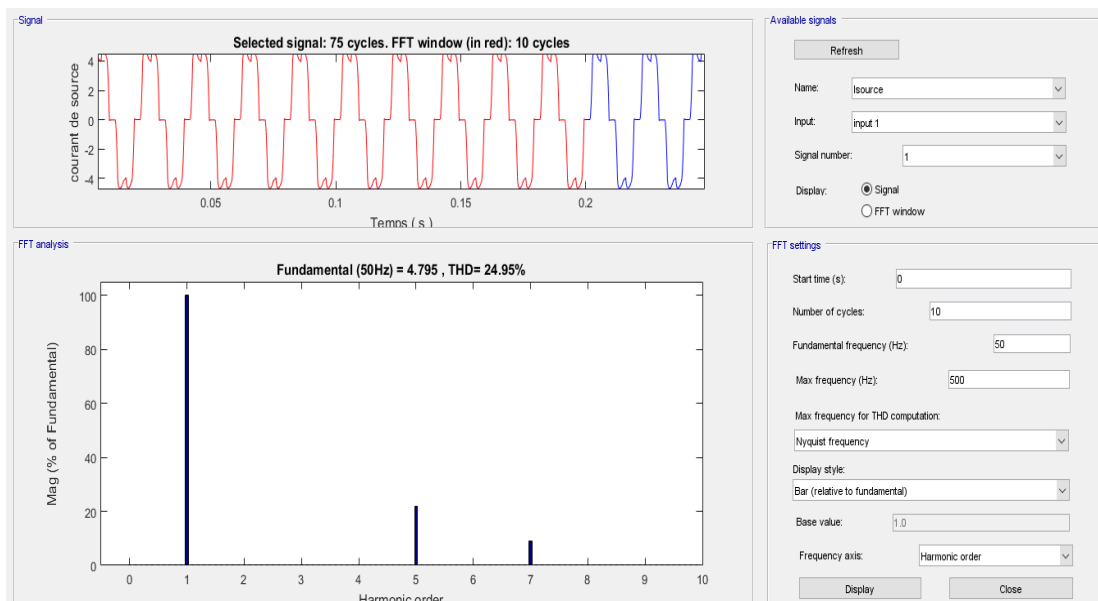 Signal
Selected signal: 75 cycles. FFT window (in red): 10 cycles
courant de source
4
2
0
-2
-4
0.05
0.1
0.15
0.2
Temps ( s )
Available signals
Refresh
Name:
Isource
Input:
input 1
Signal number:
1
Display:
Signal
FFT window
FFT analysis
Fundamental (50Hz) = 4.795 , THD= 24.95%
Mag (% of Fundamental)
100
80
60
40
20
0
0
1
2
3
4
5
6
7
8
9
10
Harmonic order
FFT settings
Start time (s):
0
Number of cycles:
10
Fundamental frequency (Hz):
50
Max frequency (Hz):
500
Max frequency for THD computation:
Nyquist frequency
Display style:
Bar (relative to fundamental)
Base value:
1.0
Frequency axis:
Harmonic order
Display
Close